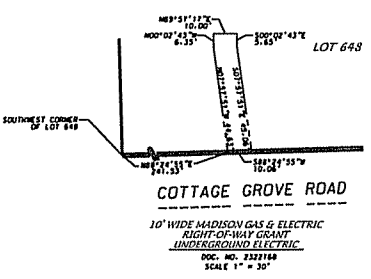 N89°51'17"E
10.00'
N00°02'43"W
6.35'
S00°02'43"E
5.65'
LOT 648
SOUTHWEST CORNER
OF LOT 648
N88°24'55"E
241.53'
S88°24'55"W
10.06'
COTTAGE GROVE ROAD
10' WIDE MADISON GAS & ELECTRIC
RIGHT-OF-WAY GRANT
UNDERGROUND ELECTRIC
DOC. NO. 2322168
SCALE 1" = 30'